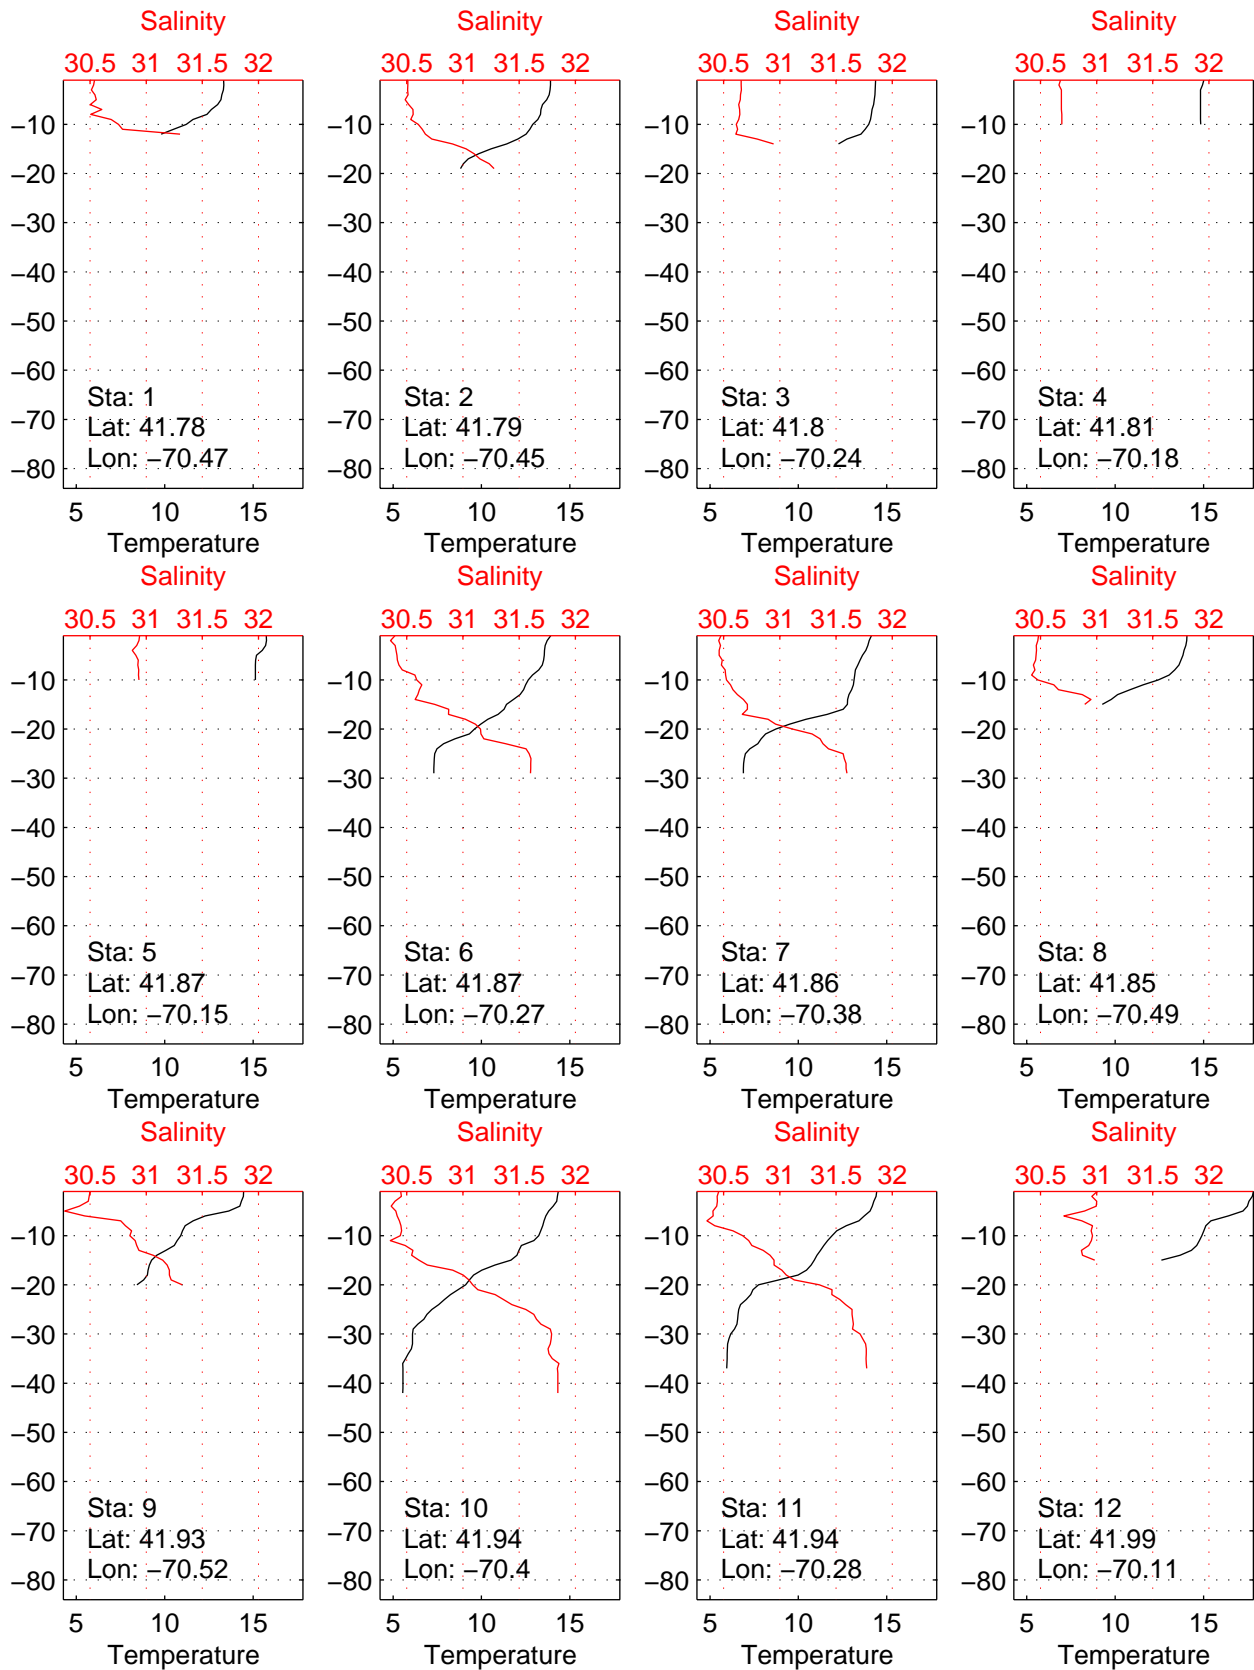 Salinity Salinity Salinity Salinity
30.5 31 31.5 32 30.5 31 31.5 32 30.5 31 31.5 32 30.5 31 31.5 32
−10 −10 −10 −10
−20 −20 −20 −20
−30 −30 −30 −30
−40 −40 −40 −40
−50 −50 −50 −50
−60 −60 −60 −60
Sta: 1 Sta: 2 Sta: 3 Sta: 4
−70 −70 −70 −70
Lat: 41.78 Lat: 41.79 Lat: 41.8 Lat: 41.81
Lon: −70.47 Lon: −70.45 Lon: −70.24 Lon: −70.18
−80 −80 −80 −80
5 10 15 5 10 15 5 10 15 5 10 15
Temperature Temperature Temperature Temperature
Salinity Salinity Salinity Salinity
30.5 31 31.5 32 30.5 31 31.5 32 30.5 31 31.5 32 30.5 31 31.5 32
−10 −10 −10 −10
−20 −20 −20 −20
−30 −30 −30 −30
−40 −40 −40 −40
−50 −50 −50 −50
−60 −60 −60 −60
Sta: 5 Sta: 6 Sta: 7 Sta: 8
−70 −70 −70 −70
Lat: 41.87 Lat: 41.87 Lat: 41.86 Lat: 41.85
Lon: −70.15 Lon: −70.27 Lon: −70.38 Lon: −70.49
−80 −80 −80 −80
5 10 15 5 10 15 5 10 15 5 10 15
Temperature Temperature Temperature Temperature
Salinity Salinity Salinity Salinity
30.5 31 31.5 32 30.5 31 31.5 32 30.5 31 31.5 32 30.5 31 31.5 32
−10 −10 −10 −10
−20 −20 −20 −20
−30 −30 −30 −30
−40 −40 −40 −40
−50 −50 −50 −50
−60 −60 −60 −60
Sta: 9 Sta: 10 Sta: 11 Sta: 12
−70 −70 −70 −70
Lat: 41.93 Lat: 41.94 Lat: 41.94 Lat: 41.99
Lon: −70.52 Lon: −70.4 Lon: −70.28 Lon: −70.11
−80 −80 −80 −80
5 10 15 5 10 15 5 10 15 5 10 15
Temperature Temperature Temperature Temperature